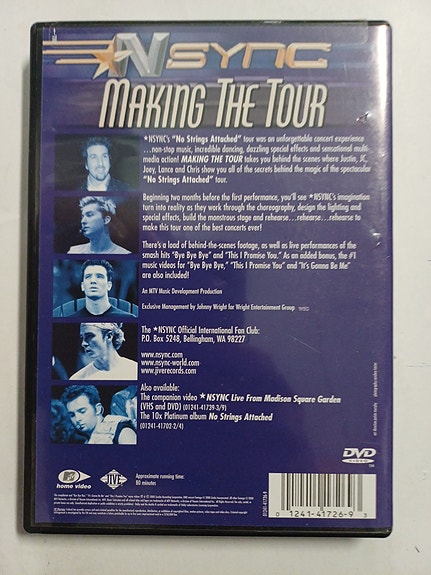 NSYNC
MAKING THE TOUR
★NSYNC's "No Strings Attached" tour was an unforgettable concert experience
...non-stop music, incredible dancing, dazzling special effects and sensational multi-
media action! MAKING THE TOUR takes you behind the scenes where Justin, JC,
Joey, Lance and Chris show you all of the secrets behind the magic of the spectacular
"No Strings Attached" tour.
Beginning two months before the first performance, you'll see ★NSYNC's imagination
turn into reality as they work through the choreography, design the lighting and
special effects, build the monstrous stage and rehearse...rehearse...rehearse to
make this tour one of the best concerts ever!
There's a load of behind-the-scenes footage, as well as live performances of the
smash hits "Bye Bye Bye" and "This I Promise You." As an added bonus, the #1
music videos for "Bye Bye Bye," "This I Promise You" and "It's Gonna Be Me"
are also included!
An MTV Music Development Production
Exclusive Management by Johnny Wright for Wright Entertainment Group
The ★NSYNC Official International Fan Club:
P.O. Box 5248, Bellingham, WA 98227
www.nsync.com
www.nsync-world.com
www.jiverecords.com
Also available:
The companion video ★NSYNC Live From Madison Square Garden
(VHS and DVD) (01241-41739-3/9)
The 10x Platinum album No Strings Attached
(01241-41702-2/4)
DVD
VIDEO
MTV
home video
JIVE
Approximate running time:
80 minutes
01241-41726-9
0 1241-41726-9 3